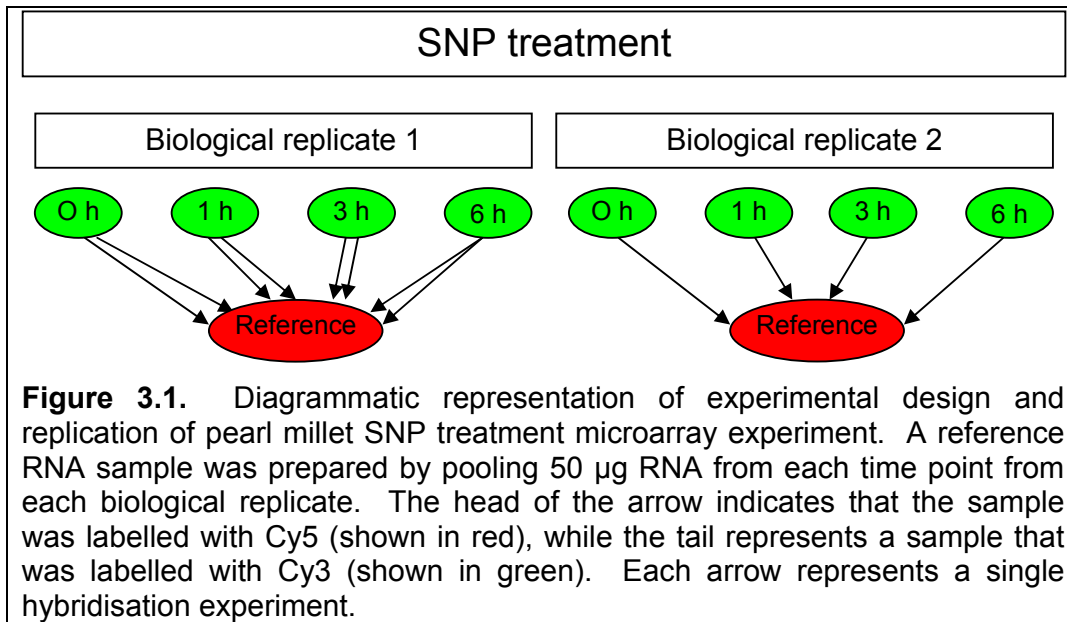 SNP treatment
Biological replicate 1
Biological replicate 2
O h
1 h
3 h
6 h
O h
1 h
3 h
6 h
Reference
Reference
Figure 3.1. Diagrammatic representation of experimental design and
replication of pearl millet SNP treatment microarray experiment. A reference
RNA sample was prepared by pooling 50 µg RNA from each time point from
each biological replicate. The head of the arrow indicates that the sample
was labelled with Cy5 (shown in red), while the tail represents a sample that
was labelled with Cy3 (shown in green). Each arrow represents a single
hybridisation experiment.